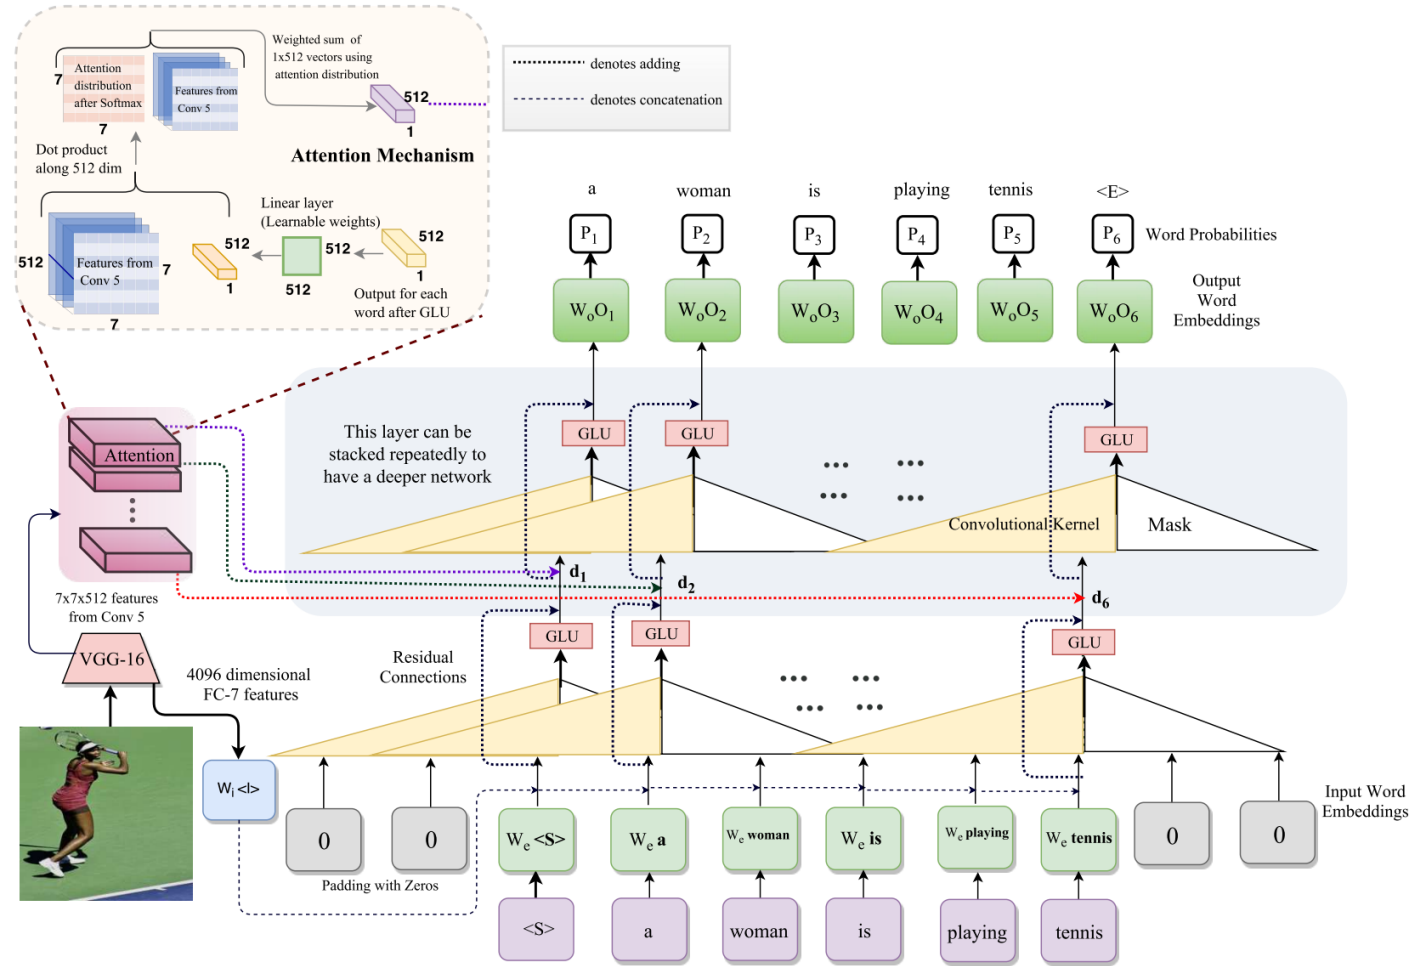 Weighted sum of
1x512 vectors using
attention distribution
7
Attention
distribution
after Softmax
7
Features from
Conv 5
512
1
Attention Mechanism
Dot product
along 512 dim
512
Features from
Conv 5
7
7
512
1
Linear layer
(Learnable weights)
512
512
512
1
Output for each
word after GLU
denotes adding
denotes concatenation
a
woman
is
playing
tennis
<E>
P1
P2
P3
P4
P5
P6
Word Probabilities
WoO1
WoO2
WoO3
WoO4
WoO5
WoO6
Output
Word
Embeddings
This layer can be
stacked repeatedly to
have a deeper network
GLU
GLU
GLU
...
...
...
...
Convolutional Kernel
Mask
Attention
d1
d2
d6
7x7x512 features
from Conv 5
VGG-16
4096 dimensional
FC-7 features
Residual
Connections
GLU
GLU
GLU
...
...
...
...
Wi <I>
0
0
We <S>
We a
We woman
We is
We playing
We tennis
0
0
Input Word
Embeddings
Padding with Zeros
<S>
a
woman
is
playing
tennis